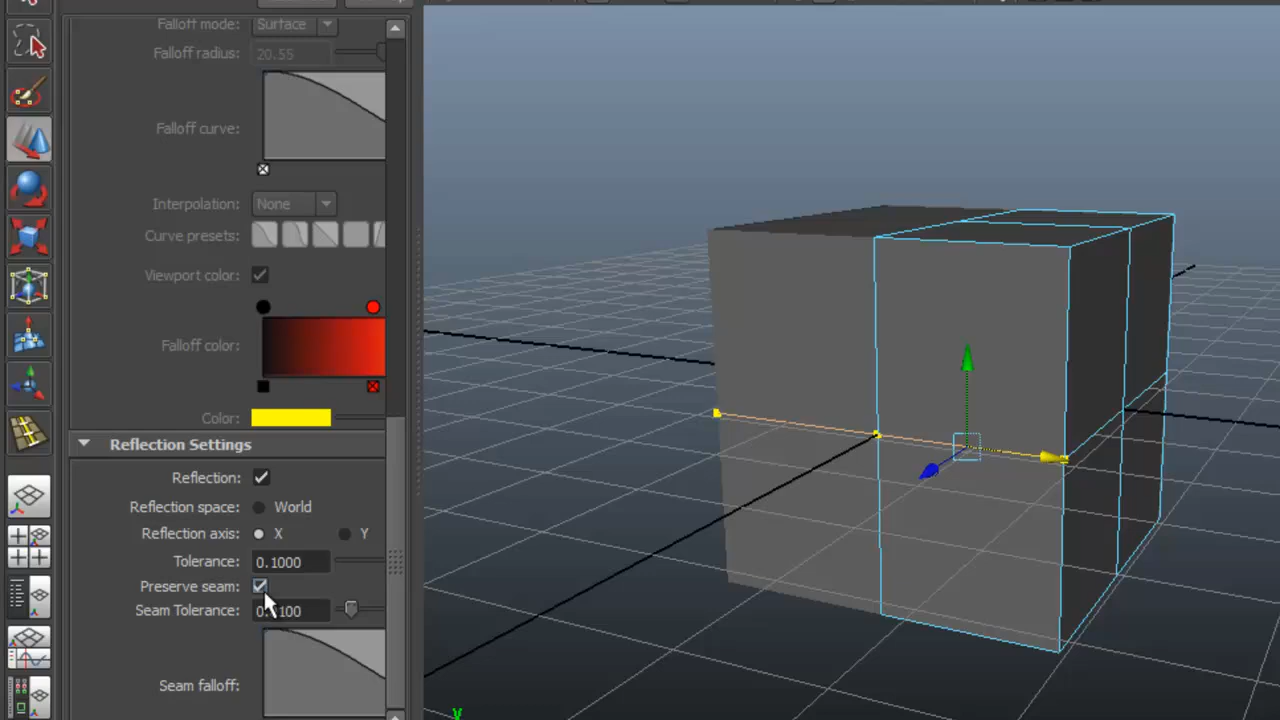 Falloff mode: Surface
Falloff radius: 20.55
Falloff curve:
Interpolation: None
Curve presets:
Viewport color:
Falloff color:
Color:
Reflection Settings
Reflection:
Reflection space: World
Reflection axis: X Y
Tolerance: 0.1000
Preserve seam:
Seam Tolerance:
Seam falloff:
y